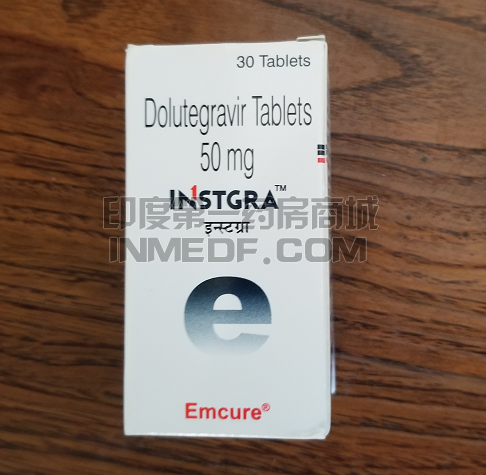 30 Tablets
Dolutegravir Tablets
50 mg
INSTGRA™
印度第一药房商城
इन्स्टग्रा
INMEDF.COM
e
Emcure®